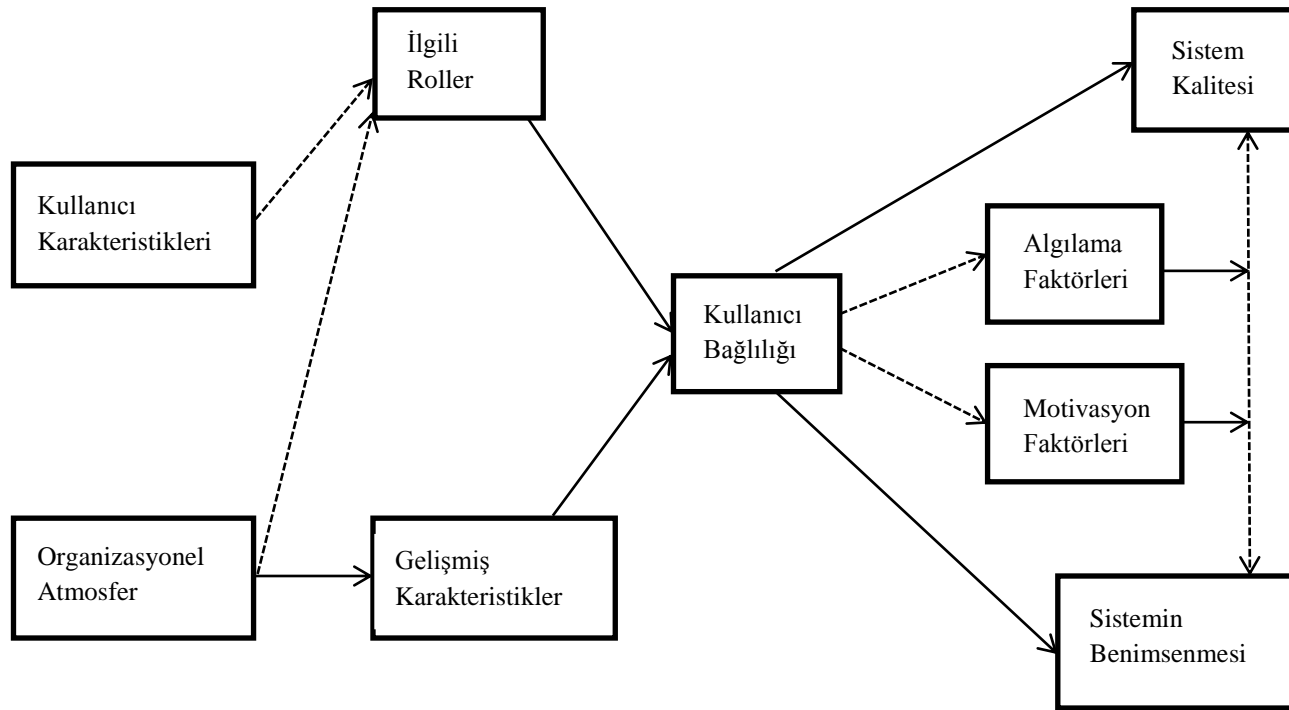 İlgili
Roller
Sistem
Kalitesi
Kullanıcı
Karakteristikleri
Algılama
Faktörleri
Kullanıcı
Bağlılığı
Motivasyon
Faktörleri
Organizasyonel
Atmosfer
Gelişmiş
Karakteristikler
Sistemin
Benimsenmesi